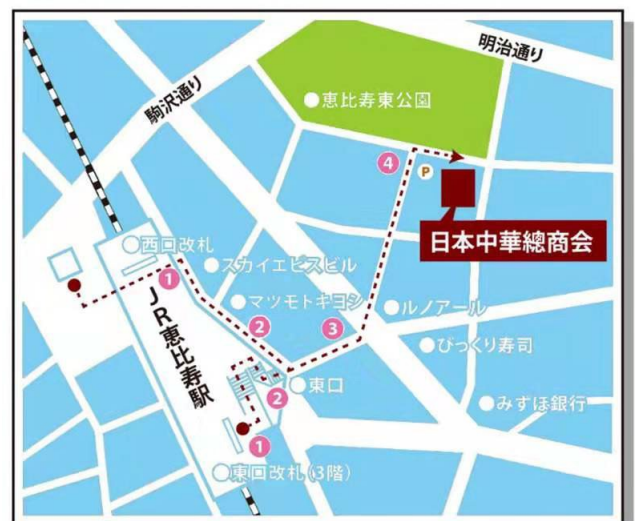 明治通り
駒沢通り
恵比寿東公園
4
P
西口改札
日本中華總商会
スカイエビスビル
1
マツモトキヨシ
ルノアール
2
3
JR恵比寿駅
びっくり寿司
東口
2
みずほ銀行
1
東口改札(3階)